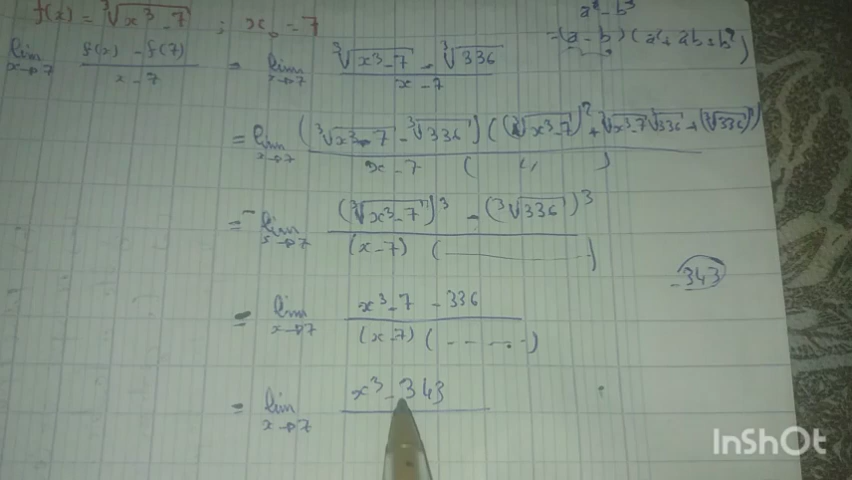 f(x) = ∛(x³ - 7) ; x₀ = 7
a³ - b³
= (a - b)(a² + ab + b²)
lim x→7 (f(x) - f(7))/(x - 7) = lim x→7 (∛(x³ - 7) - ∛336)/(x - 7)
= lim x→7 (∛(x³ - 7) - ∛336)((∛(x³ - 7))² + ∛(x³ - 7) ∛336 + (∛336)²)/(x - 7 ( " ))
= lim x→7 ((∛(x³ - 7))³ - (∛336)³)/((x - 7) ( ——— ))
- 343
= lim x→7 (x³ - 7 - 336)/((x - 7) ( - - - - - ))
= lim x→7 x³ - 343
InShOt